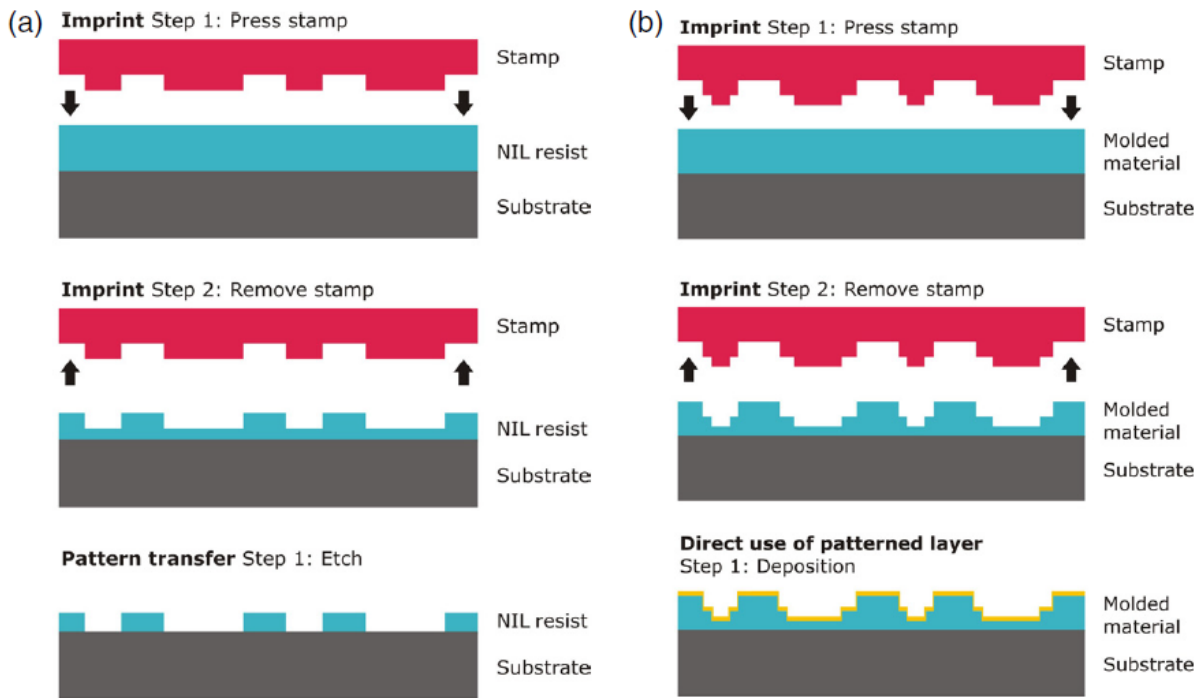 (a)
Imprint Step 1: Press stamp
Stamp
NIL resist
Substrate
Imprint Step 2: Remove stamp
Stamp
NIL resist
Substrate
Pattern transfer Step 1: Etch
NIL resist
Substrate
(b)
Imprint Step 1: Press stamp
Stamp
Molded
material
Substrate
Imprint Step 2: Remove stamp
Stamp
Molded
material
Substrate
Direct use of patterned layer
Step 1: Deposition
Molded
material
Substrate